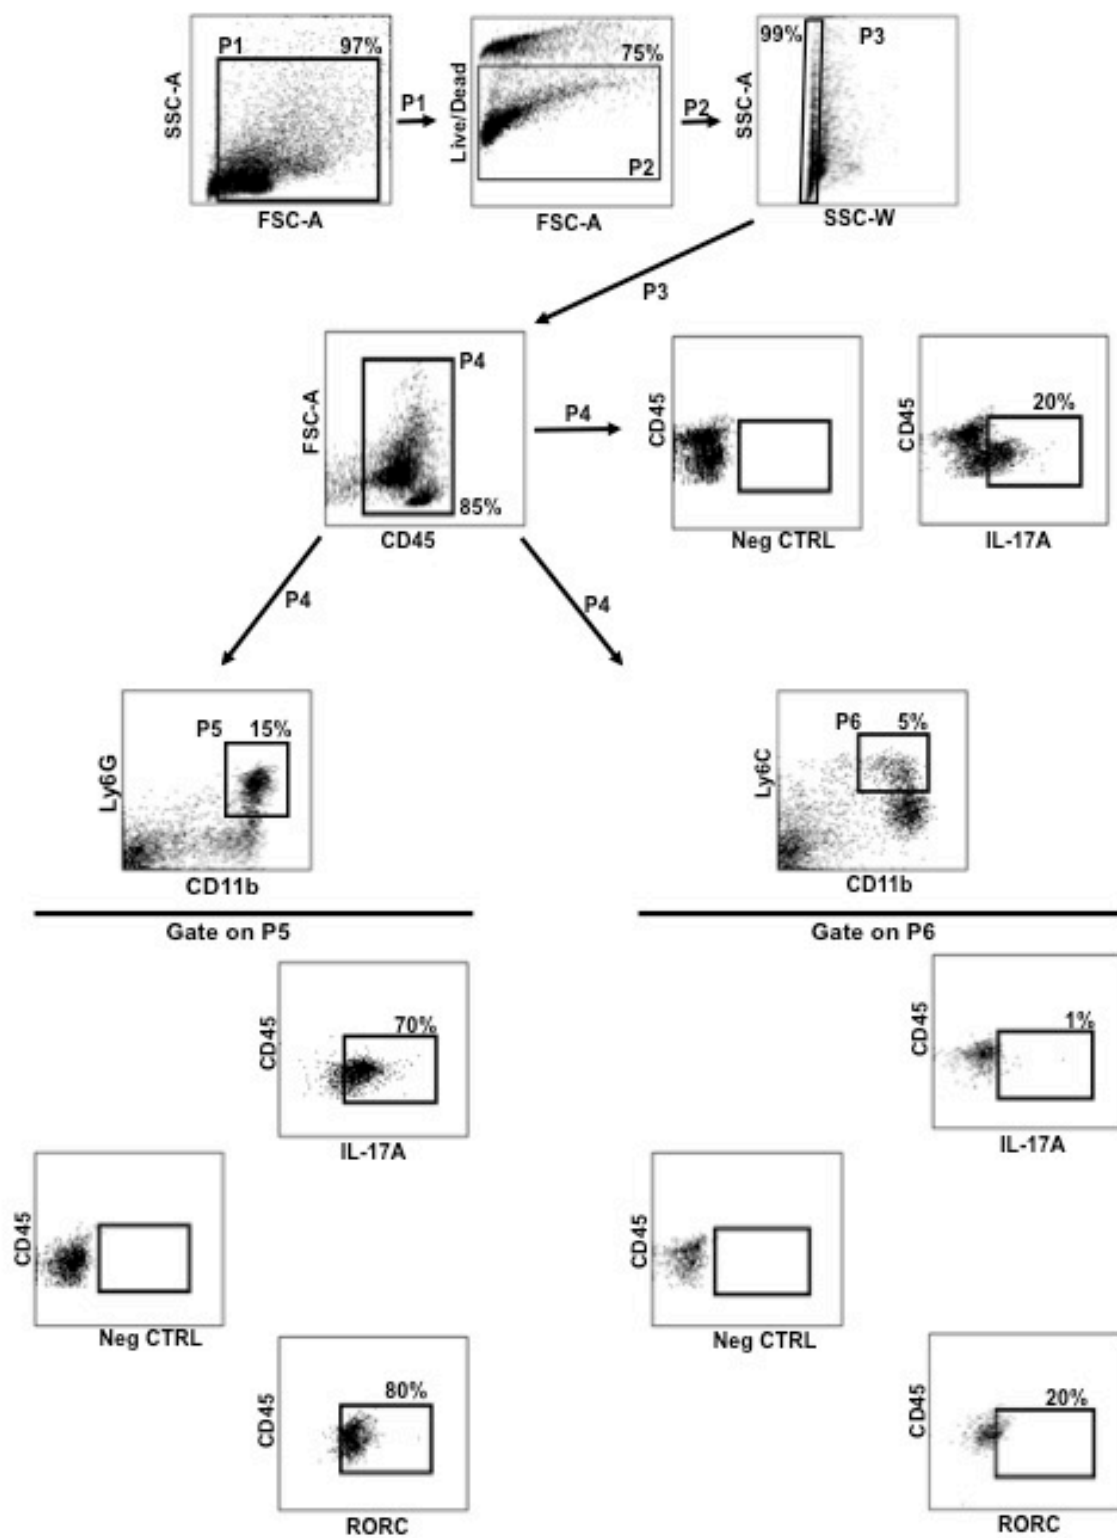 P1 97%
SSC-A
FSC-A
P1
75%
Live/Dead
P2
FSC-A
P2
99% P3
SSC-A
SSC-W
P3
P4
FSC-A
85%
CD45
P4
CD45
Neg CTRL
20%
CD45
IL-17A
P4
P4
P5 15%
Ly6G
CD11b
P6 5%
Ly6C
CD11b
Gate on P5
70%
CD45
IL-17A
CD45
Neg CTRL
80%
CD45
RORC
Gate on P6
1%
CD45
IL-17A
CD45
Neg CTRL
20%
CD45
RORC